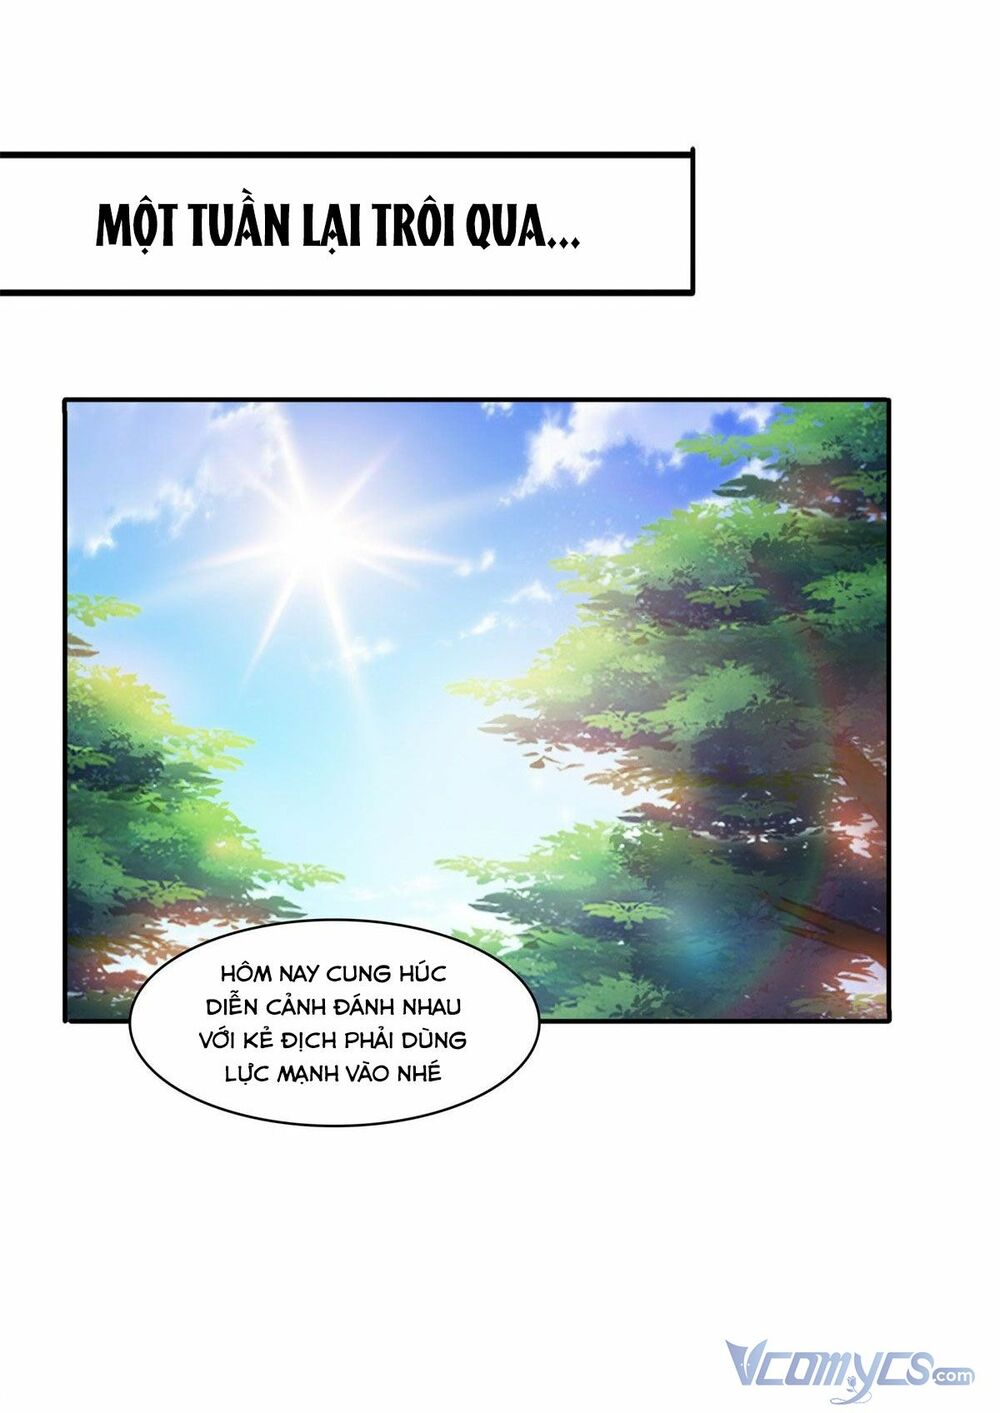 MỘT TUẦN LẠI TRÔI QUA...
HÔM NAY CUNG HÚC
DIỄN CẢNH ĐÁNH NHAU
VỚI KẺ ĐỊCH PHẢI DÙNG
LỰC MẠNH VÀO NHÉ
VCOMYCS.com